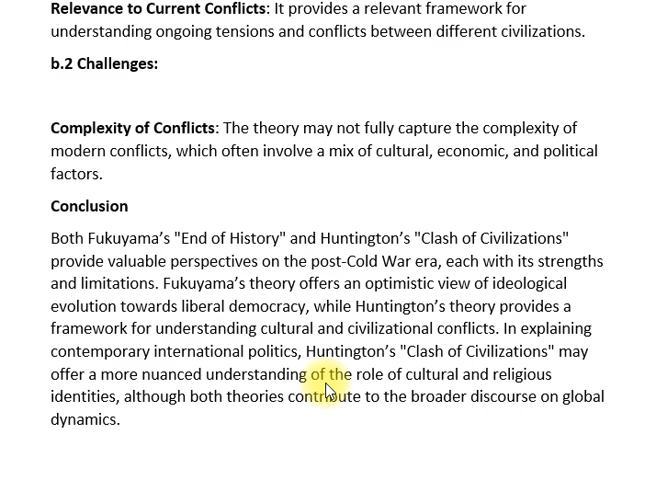 Relevance to Current Conflicts: It provides a relevant framework for
understanding ongoing tensions and conflicts between different civilizations.
b.2 Challenges:
Complexity of Conflicts: The theory may not fully capture the complexity of
modern conflicts, which often involve a mix of cultural, economic, and political
factors.
Conclusion
Both Fukuyama’s "End of History" and Huntington’s "Clash of Civilizations"
provide valuable perspectives on the post-Cold War era, each with its strengths
and limitations. Fukuyama’s theory offers an optimistic view of ideological
evolution towards liberal democracy, while Huntington’s theory provides a
framework for understanding cultural and civilizational conflicts. In explaining
contemporary international politics, Huntington’s "Clash of Civilizations" may
offer a more nuanced understanding of the role of cultural and religious
identities, although both theories contribute to the broader discourse on global
dynamics.